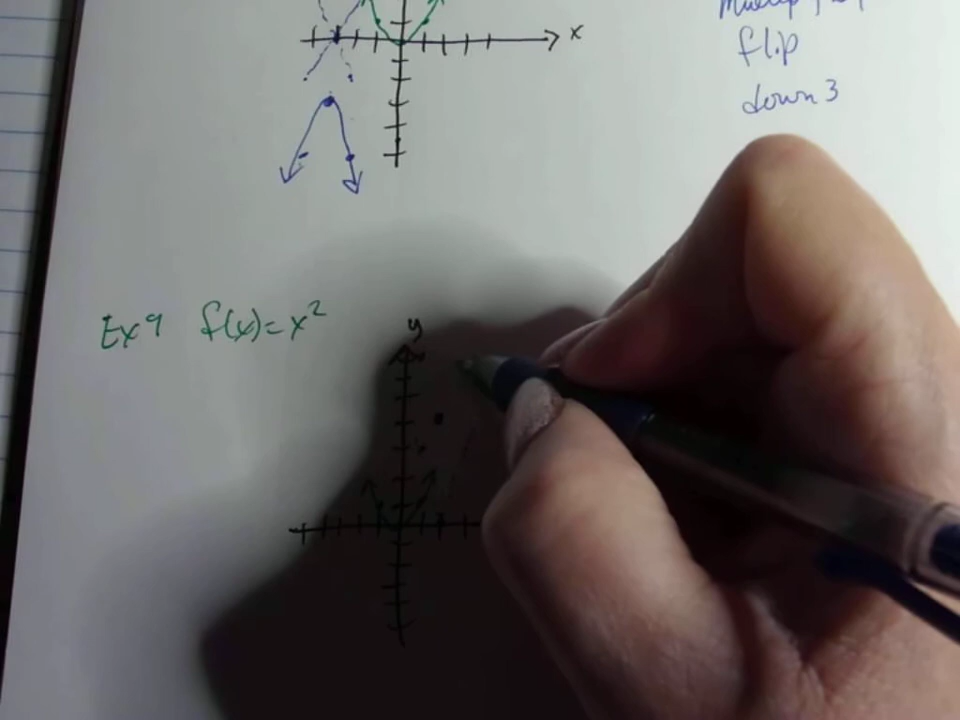 x
flip
down 3
Ex 9 f(x)=x²
y